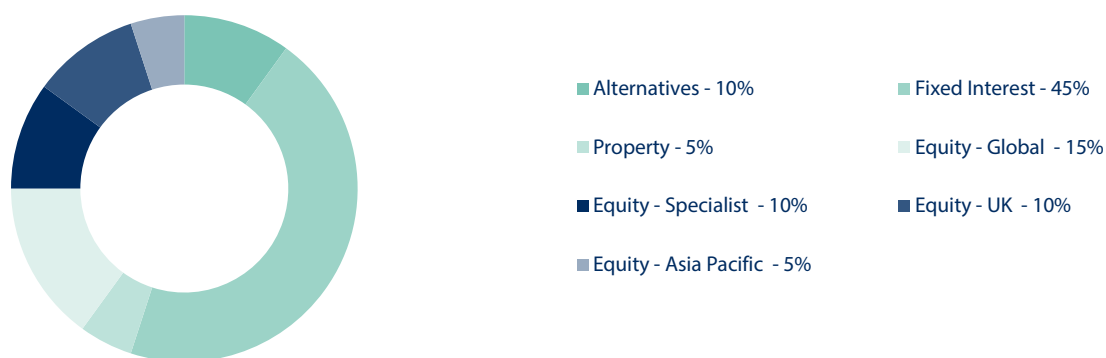 Alternatives - 10%
Fixed Interest - 45%
Property - 5%
Equity - Global - 15%
Equity - Specialist - 10%
Equity - UK - 10%
Equity - Asia Pacific - 5%